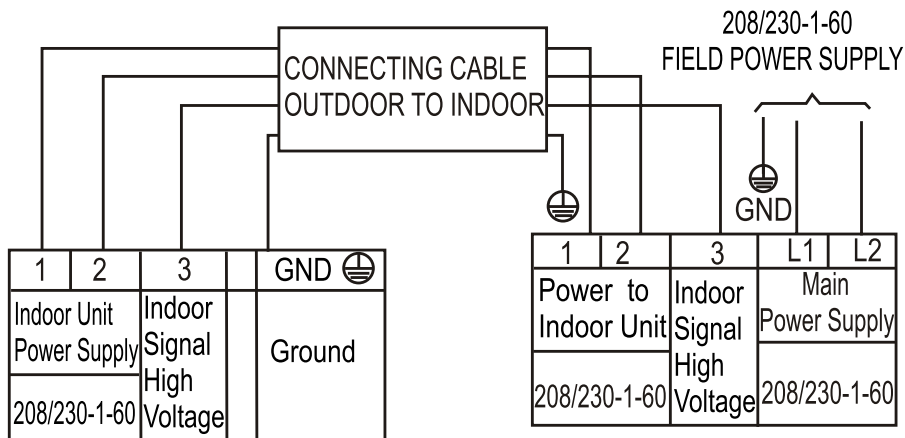 208/230-1-60
FIELD POWER SUPPLY
CONNECTING CABLE
OUTDOOR TO INDOOR
GND
1 2 3 GND
Indoor Unit
Power Supply
208/230-1-60
Indoor
Signal
High
Voltage
Ground
1 2 3 L1 L2
Power to
Indoor Unit
208/230-1-60
Indoor
Signal
High
Voltage
Main
Power Supply
208/230-1-60